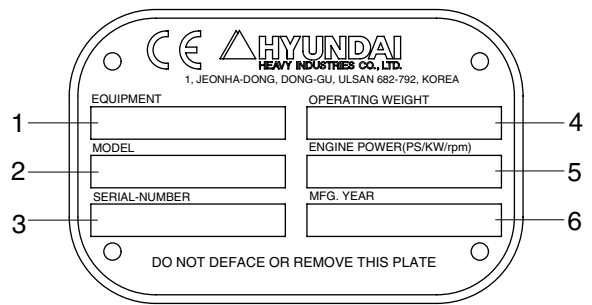 CE HYUNDAI
HEAVY INDUSTRIES CO., LTD.
1, JEONHA-DONG, DONG-GU, ULSAN 682-792, KOREA
EQUIPMENT OPERATING WEIGHT
1 4
MODEL ENGINE POWER(PS/KW/rpm)
2 5
SERIAL-NUMBER MFG. YEAR
3 6
DO NOT DEFACE OR REMOVE THIS PLATE